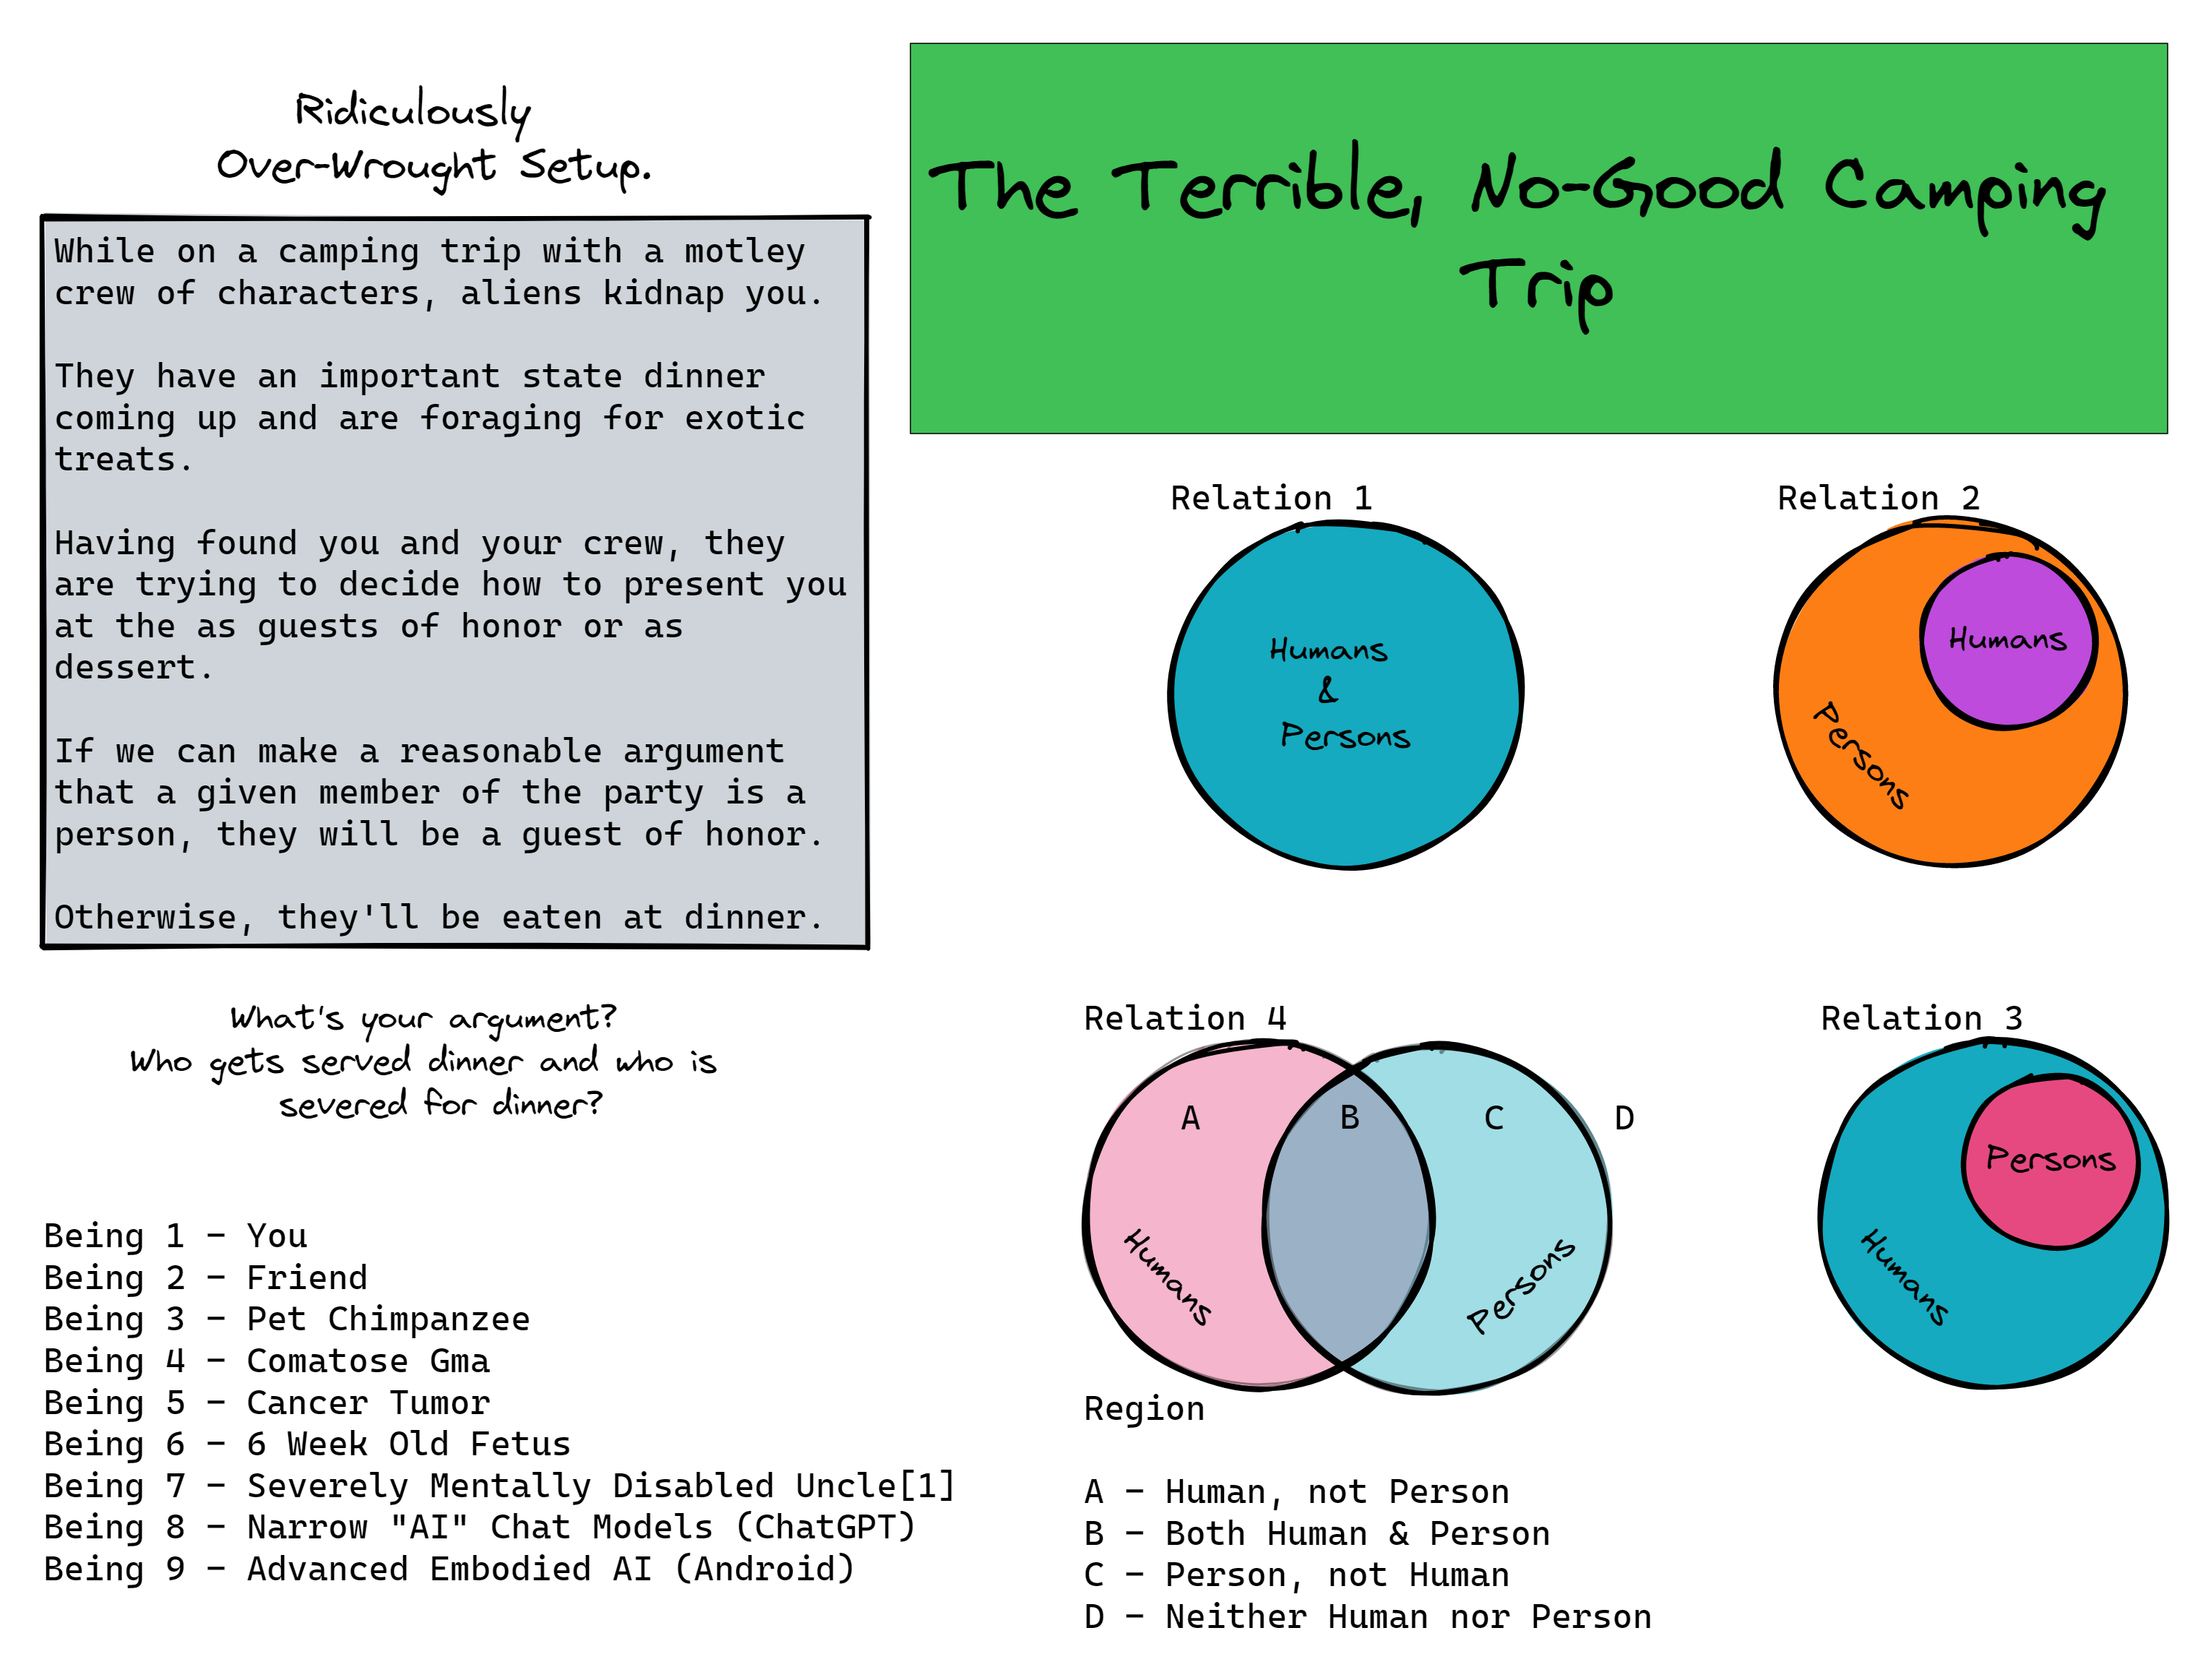 Ridiculously
Over-Wrought Setup.
While on a camping trip with a motley
crew of characters, aliens kidnap you.
They have an important state dinner
coming up and are foraging for exotic
treats.
Having found you and your crew, they
are trying to decide how to present you
at the as guests of honor or as
dessert.
If we can make a reasonable argument
that a given member of the party is a
person, they will be a guest of honor.
Otherwise, they'll be eaten at dinner.
What's your argument?
Who gets served dinner and who is
severed for dinner?
Being 1 - You
Being 2 - Friend
Being 3 - Pet Chimpanzee
Being 4 - Comatose Gma
Being 5 - Cancer Tumor
Being 6 - 6 Week Old Fetus
Being 7 - Severely Mentally Disabled Uncle[1]
Being 8 - Narrow "AI" Chat Models (ChatGPT)
Being 9 - Advanced Embodied AI (Android)
The Terrible, No-Good Camping
Trip
Relation 1
Humans
&
Persons
Relation 2
Humans
Persons
Relation 4
A
B
C
D
Humans
Persons
Relation 3
Persons
Humans
Region
A - Human, not Person
B - Both Human & Person
C - Person, not Human
D - Neither Human nor Person